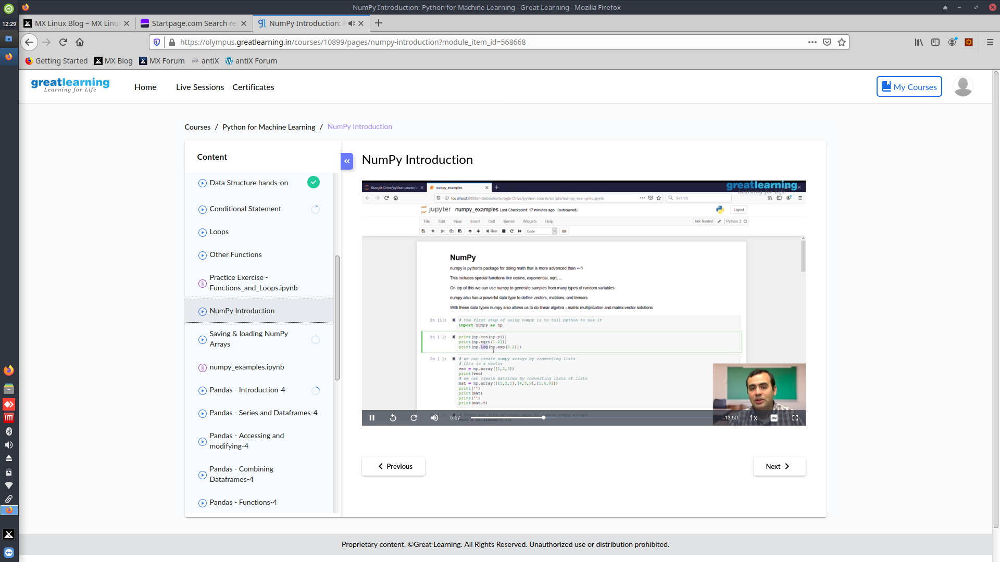 NumPy Introduction: Python for Machine Learning - Great Learning - Mozilla Firefox
12:29
MX Linux Blog – MX Linu
Startpage.com Search re
NumPy Introduction: P
https://olympus.greatlearning.in/courses/10899/pages/numpy-introduction?module_item_id=568668
Getting Started
MX Blog
MX Forum
antiX
antiX Forum
greatlearning
Learning for Life
Home
Live Sessions
Certificates
My Courses
Courses / Python for Machine Learning / NumPy Introduction
Content
Data Structure hands-on
Conditional Statement
Loops
Other Functions
Practice Exercise -
Functions_and_Loops.ipynb
NumPy Introduction
Saving & loading NumPy
Arrays
numpy_examples.ipynb
Pandas - Introduction-4
Pandas - Series and Dataframes-4
Pandas - Accessing and
modifying-4
Pandas - Combining
Dataframes-4
Pandas - Functions-4
NumPy Introduction
Google Drive/python course/s
numpy_examples
greatlearning
Learning for Life
localhost:8888/notebooks/Google Drive/python course/scripts/numpy_examples.ipynb
Search
jupyter numpy_examples Last Checkpoint: 17 minutes ago (autosaved)
Logout
File Edit View Insert Cell Kernel Widgets Help
Not Trusted
Python 3
Run
Code
NumPy
numpy is python's package for doing math that is more advanced than +-*/
This includes special functions like cosine, exponential, sqrt, ...
On top of this we can use numpy to generate samples from many types of random variables
numpy also has a powerful data type to define vectors, matrices, and tensors
With these data types numpy also allows us to do linear algebra - matrix multiplication and matrix-vector solutions
In [1]: # the first step of using numpy is to tell python to use it
import numpy as np
In [ ]: print(np.cos(np.pi))
print(np.sqrt(1.21))
print(np.log(np.exp(5.2)))
In [ ]: # we can create numpy arrays by converting lists
# this is a vector
vec = np.array([1,2,3])
print(vec)
# we can create matrices by converting lists of lists
mat = np.array([[1,2,1],[4,5,9],[1,8,9]])
print('')
print(mat)
print('')
print(mat.T)
# there are lots of other ways to create numpy arrays
5:57
-13:50
1x
HD
Previous
Next
Proprietary content. ©Great Learning. All Rights Reserved. Unauthorized use or distribution prohibited.